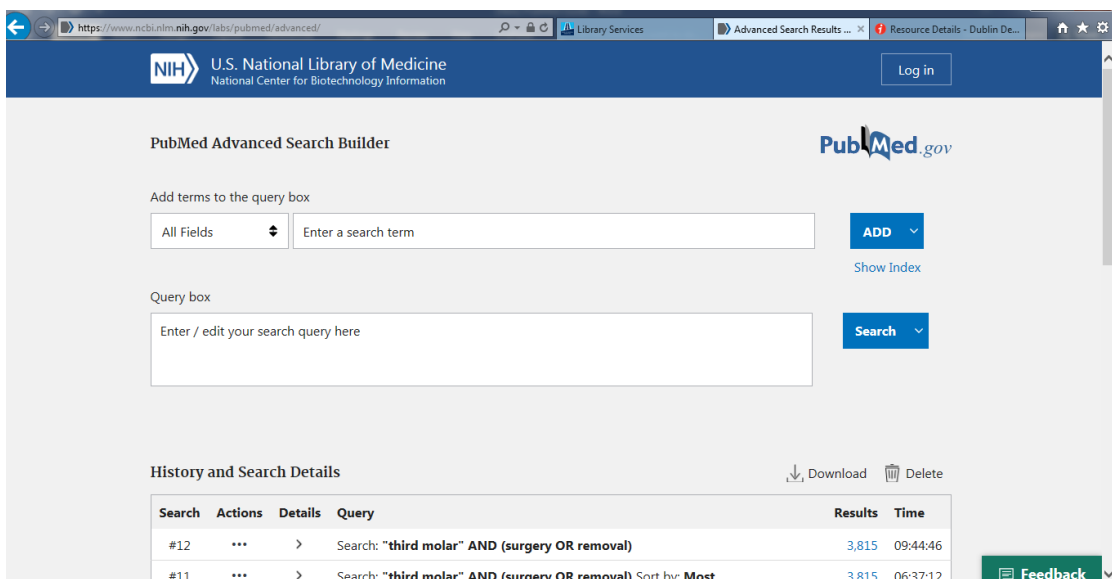 https://www.ncbi.nlm.nih.gov/labs/pubmed/advanced/
Library Services
Advanced Search Results ...
Resource Details - Dublin De...
NIH U.S. National Library of Medicine
National Center for Biotechnology Information
Log in
PubMed Advanced Search Builder
PubMed.gov
Add terms to the query box
All Fields Enter a search term ADD
Show Index
Query box
Enter / edit your search query here Search
History and Search Details Download Delete
Search Actions Details Query Results Time
#12 ••• > Search: "third molar" AND (surgery OR removal) 3,815 09:44:46
#11 ••• > Search: "third molar" AND (surgery OR removal) Sort by: Most 3,815 06:37:12
Feedback